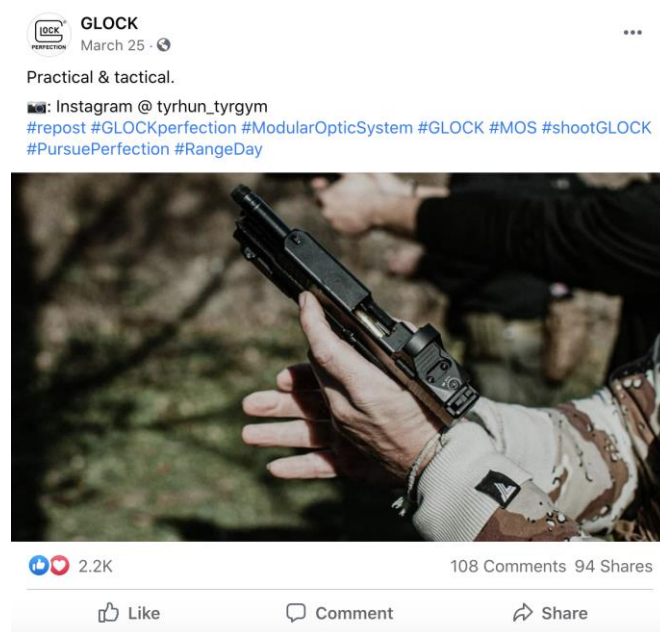 GLOCK
PERFECTION
GLOCK
March 25 ·
Practical & tactical.
: Instagram @ tyrhun_tyrgym
#repost #GLOCKperfection #ModularOpticSystem #GLOCK #MOS #shootGLOCK
#PursuePerfection #RangeDay
2.2K
108 Comments 94 Shares
Like Comment Share